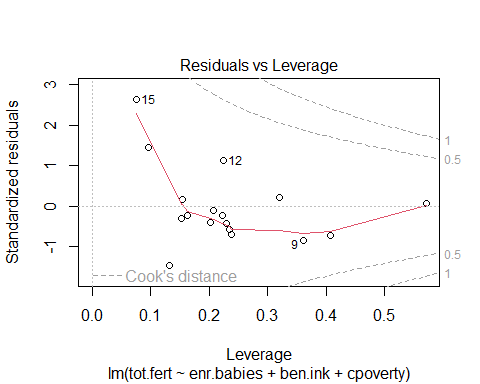 Residuals vs Leverage
Standardized residuals
3
2
1
0
-1
15
12
9
1
0.5
0.5
1
Cook's distance
0.0 0.1 0.2 0.3 0.4 0.5
Leverage
lm(tot.fert ~ enr.babies + ben.ink + cpoverty)